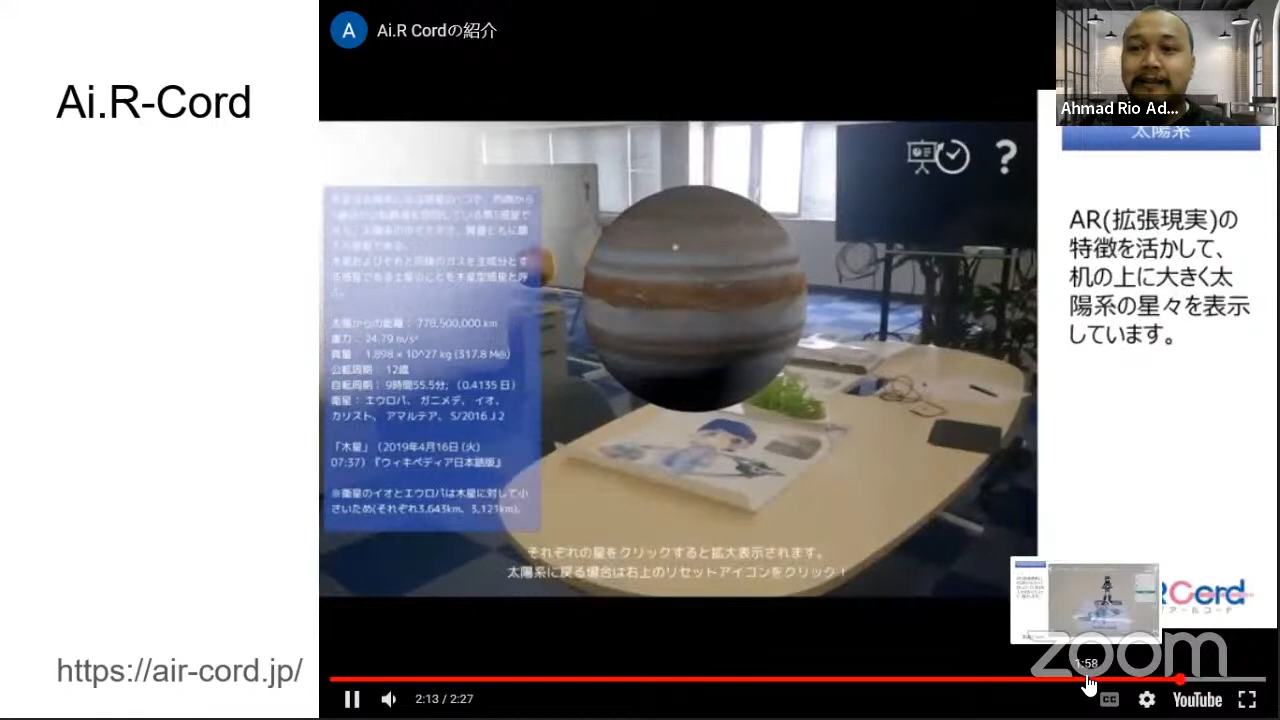 Ai.R-Cord
https://air-cord.jp/
A
Ai.R Cordの紹介
太陽からの距離： 778,500,000 km
重力： 24.79 m/s²
質量： 1.898 × 10^27 kg (317.8 M⊕)
公転周期： 12歳
自転周期： 9時間55.5分; （0.4135 日）
衛星： エウロパ、 ガニメデ、 イオ、
カリスト、 アマルテア、 S/2016 J 2
「木星」（2019年4月16日 (火)
07:37）『ウィキペディア日本語版』
※衛星のイオとエウロパは木星に対して小
さいため(それぞれ3,643km、3,121km)、
?
それぞれの星をクリックすると拡大表示されます。
太陽系に戻る場合は右上のリセットアイコンをクリック！
Ahmad Rio Ad...
太陽系
AR(拡張現実)の
特徴を活かして、
机の上に大きく太
陽系の星々を表示
しています。
RCord
アールコード
zoom
1:58
2:13 / 2:27
CC
YouTube